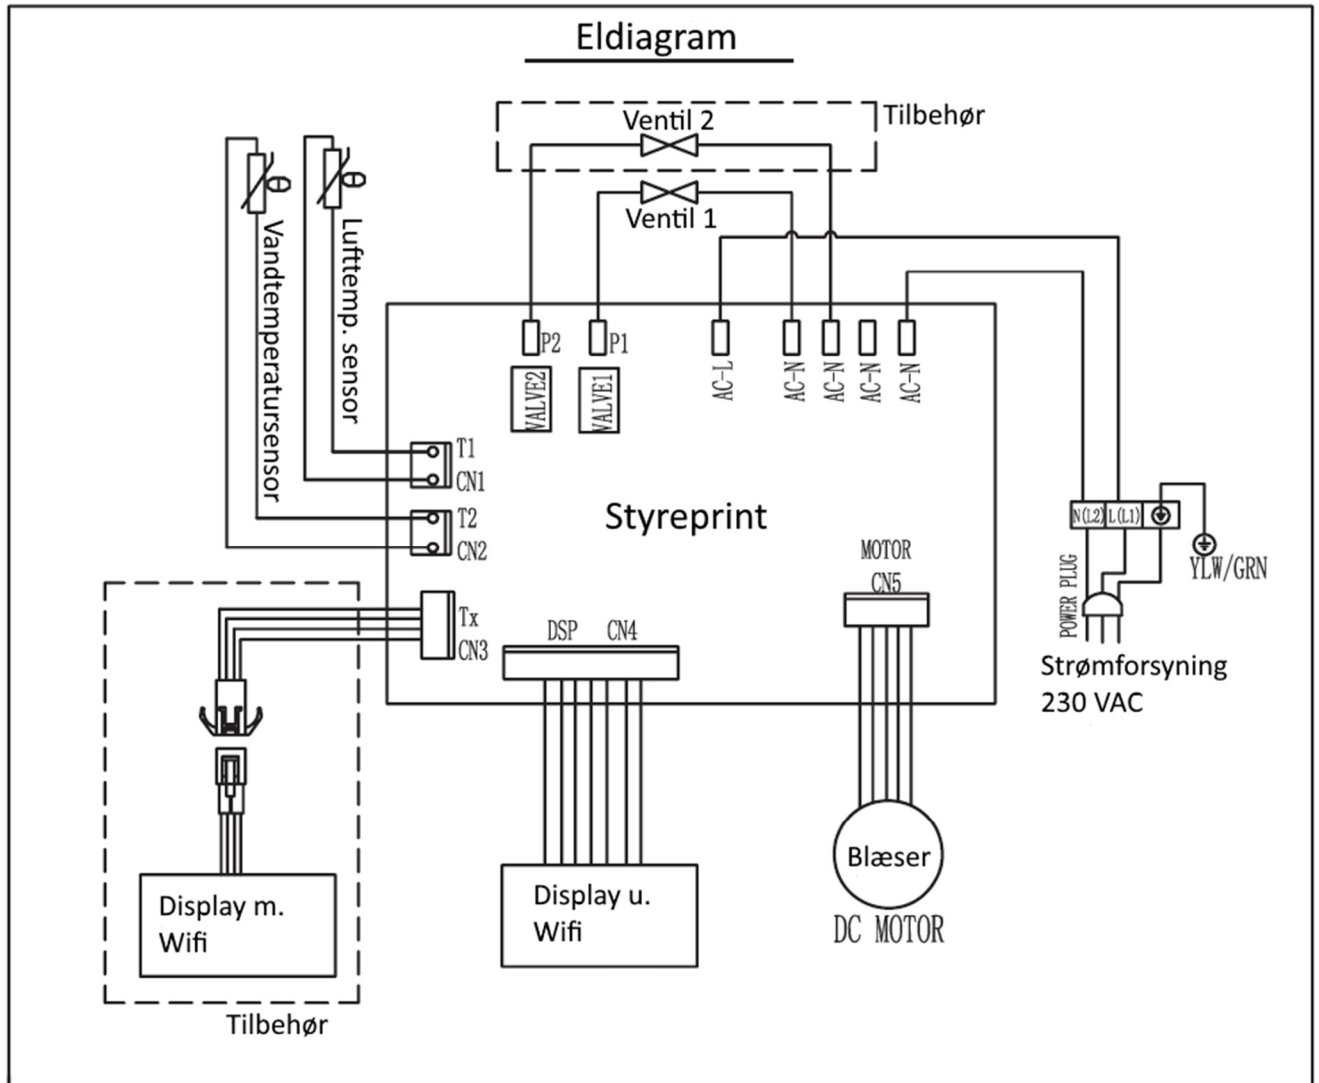 Eldiagram
Ventil 2
Tilbehør
Ventil 1
Vandtemperatursensor
Lufttemp. sensor
P2
P1
VALVE2
VALVE1
AC-L
AC-N
AC-N
AC-N
AC-N
T1
CN1
T2
CN2
Styreprint
N(L2)
L(L1)
YLW/GRN
POWER PLUG
Strømforsyning
230 VAC
MOTOR
CN5
Tx
CN3
DSP
CN4
Blæser
DC MOTOR
Display m.
Wifi
Display u.
Wifi
Tilbehør